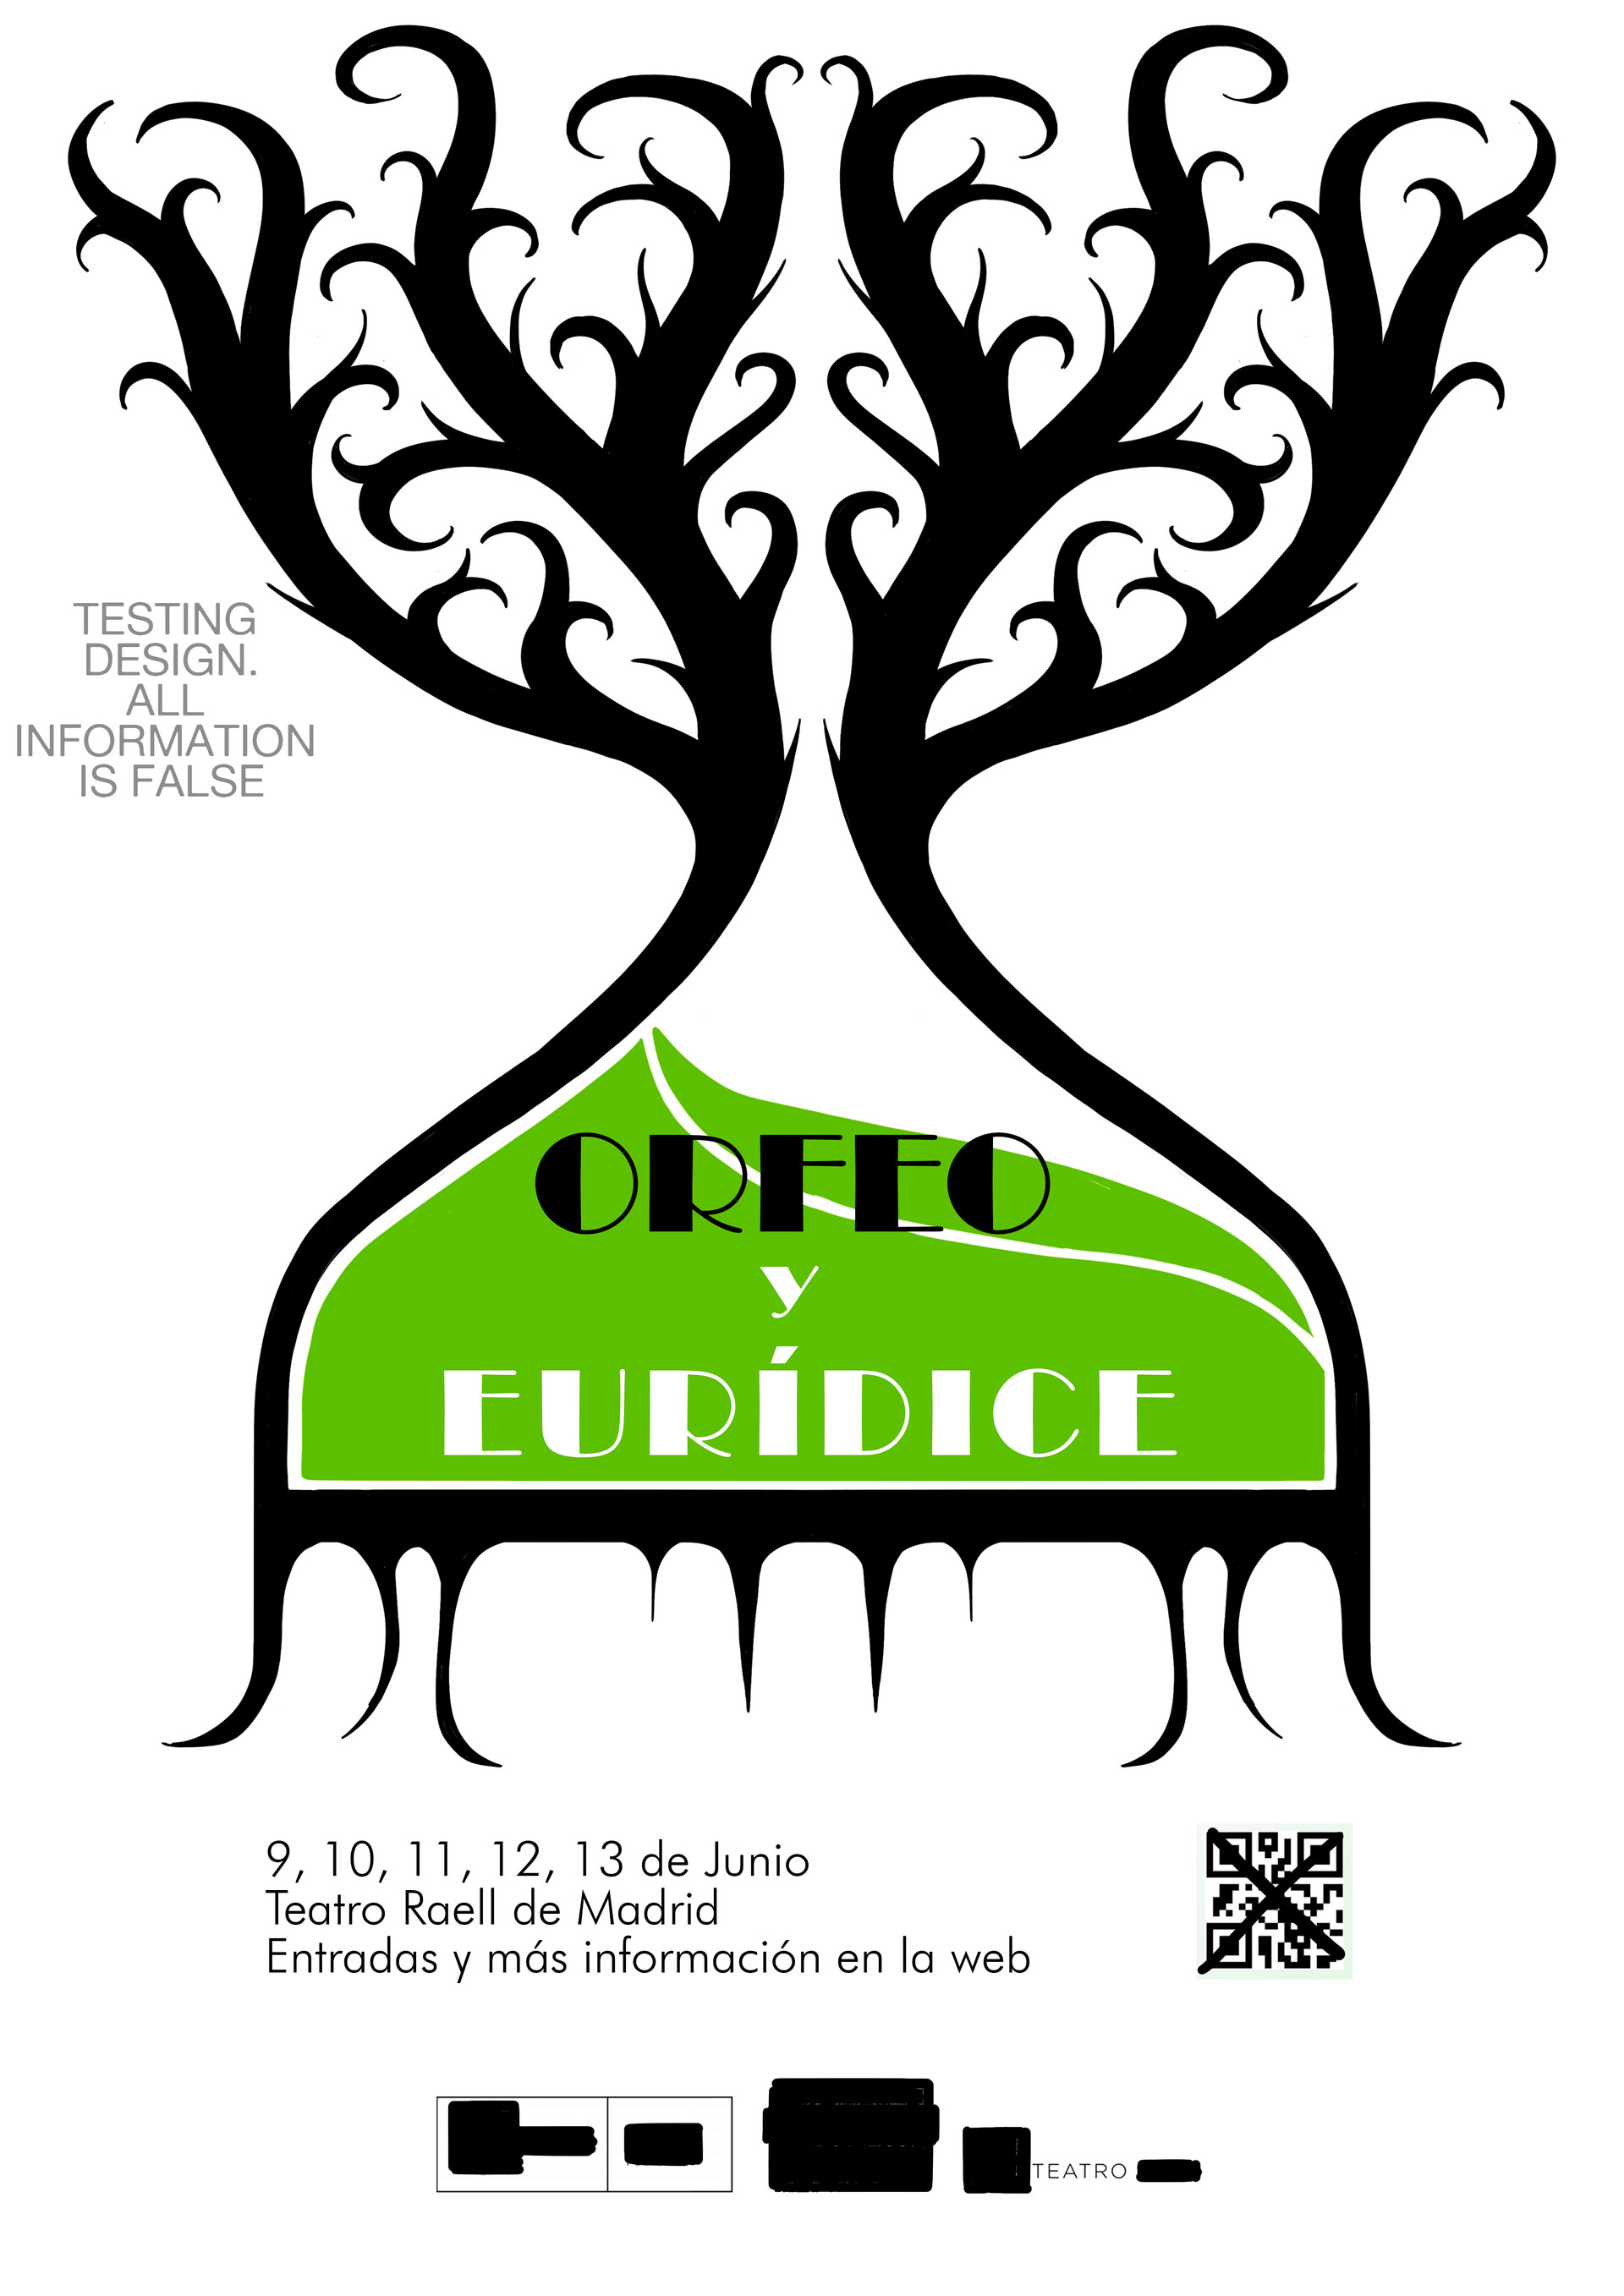 TESTING
DESIGN.
ALL
INFORMATION
IS FALSE
ORFEO
y
EURÍDICE
9, 10, 11, 12, 13 de Junio
Teatro Raell de Madrid
Entradas y más información en la web
TEATRO